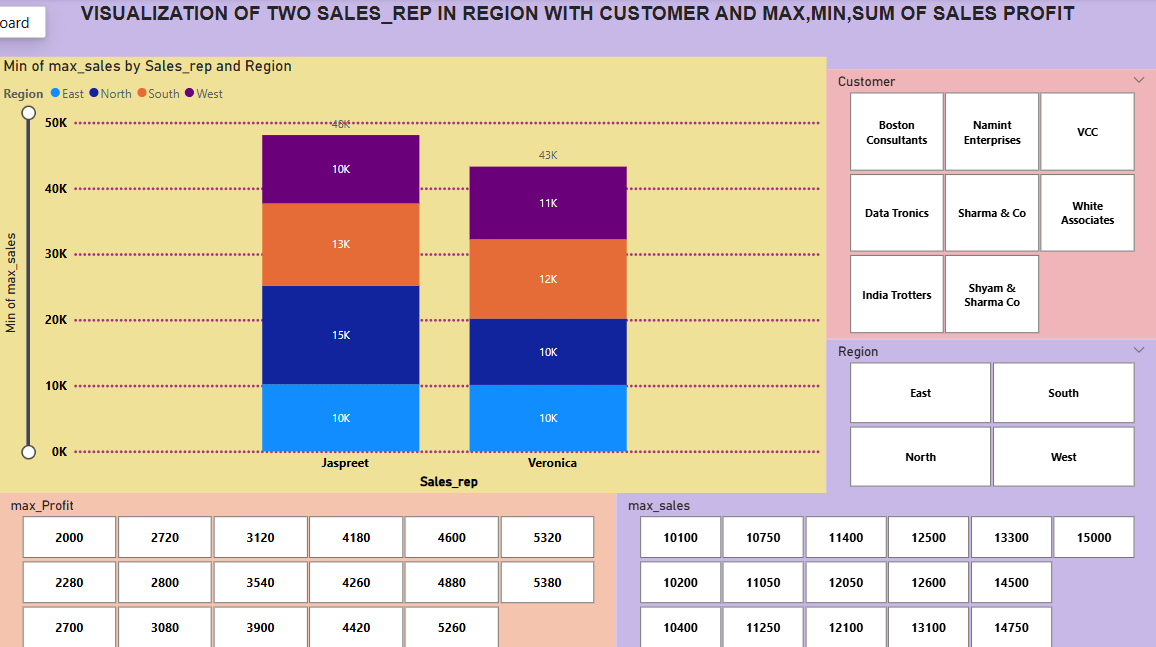 oard
VISUALIZATION OF TWO SALES_REP IN REGION WITH CUSTOMER AND MAX,MIN,SUM OF SALES PROFIT
Min of max_sales by Sales_rep and Region
Region East North South West
Min of max_sales
50K
40K
30K
20K
10K
0K
48K
10K
13K
15K
10K
43K
11K
12K
10K
10K
Jaspreet Veronica
Sales_rep
Customer
Boston
Consultants
Namint
Enterprises
VCC
Data Tronics
Sharma & Co
White
Associates
India Trotters
Shyam &
Sharma Co
Region
East South
North West
max_Profit
2000 2720 3120 4180 4600 5320
2280 2800 3540 4260 4880 5380
2700 3080 3900 4420 5260
max_sales
10100 10750 11400 12500 13300 15000
10200 11050 12050 12600 14500
10400 11250 12100 13100 14750